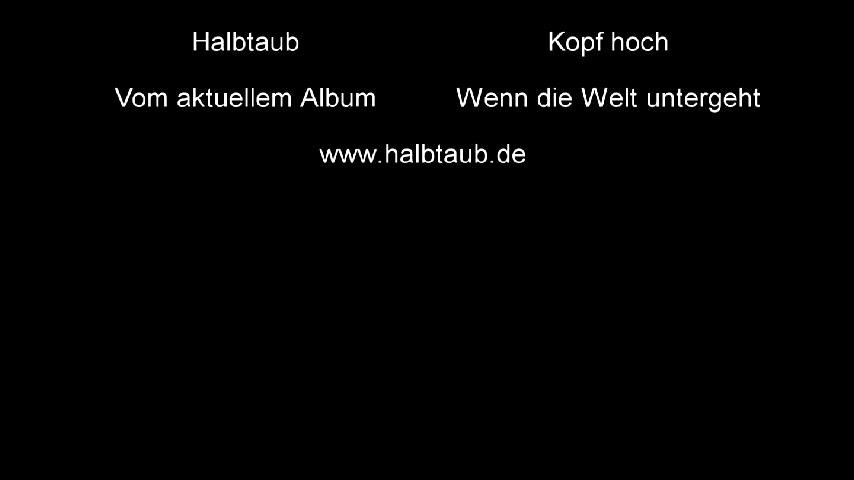 Halbtaub Kopf hoch
Vom aktuellem Album Wenn die Welt untergeht
www.halbtaub.de